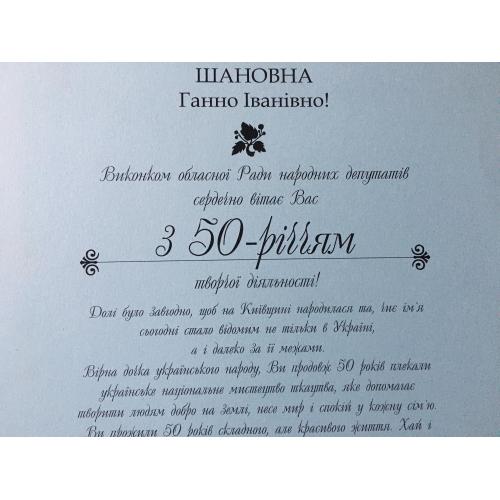 ШАНОВНА
Ганно Іванівно!
Виконком обласної Ради народних депутатів
сердечно вітає Вас
з 50-річчям
творчої діяльності!
Долі було завгодно, щоб на Київщині народилася та, чиє ім'я
сьогодні стало відомим не тільки в Україні,
а і далеко за її межами.
Вірна дочка українського народу, Ви продовж 50 років плекали
українське національне мистецтво ткацтва, яке допомагає
творити людям добро на Землі, несе мир і спокій у кожну сім'ю.
Ви прожили 50 років складного, але красивого життя. Хай і